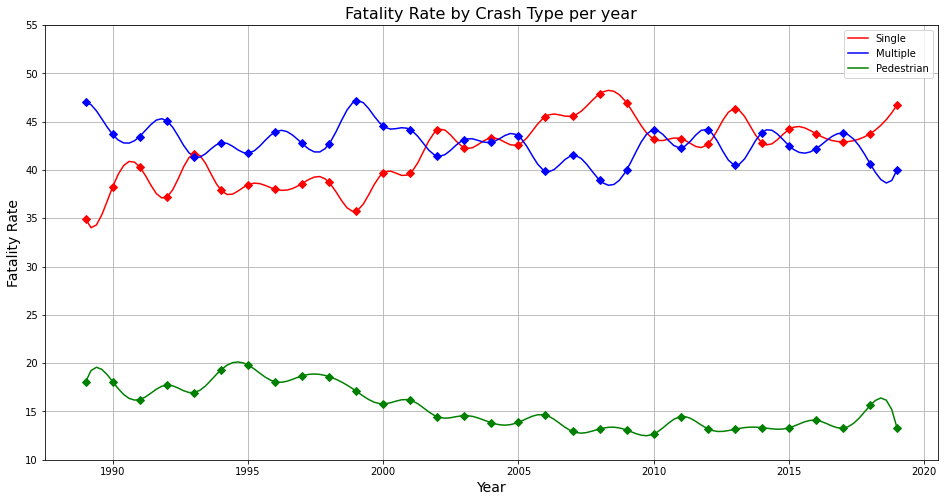 Fatality Rate by Crash Type per year
Single
Multiple
Pedestrian
Fatality Rate
55
50
45
40
35
30
25
20
15
10
1990 1995 2000 2005 2010 2015 2020
Year